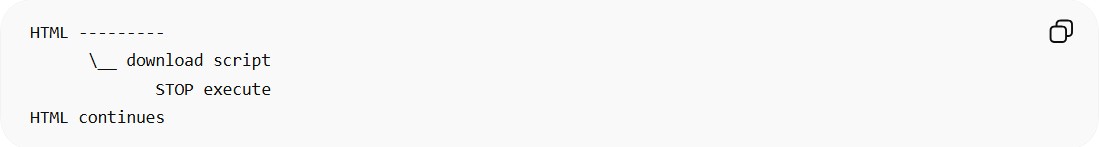 HTML ---------
\__ download script
STOP execute
HTML continues